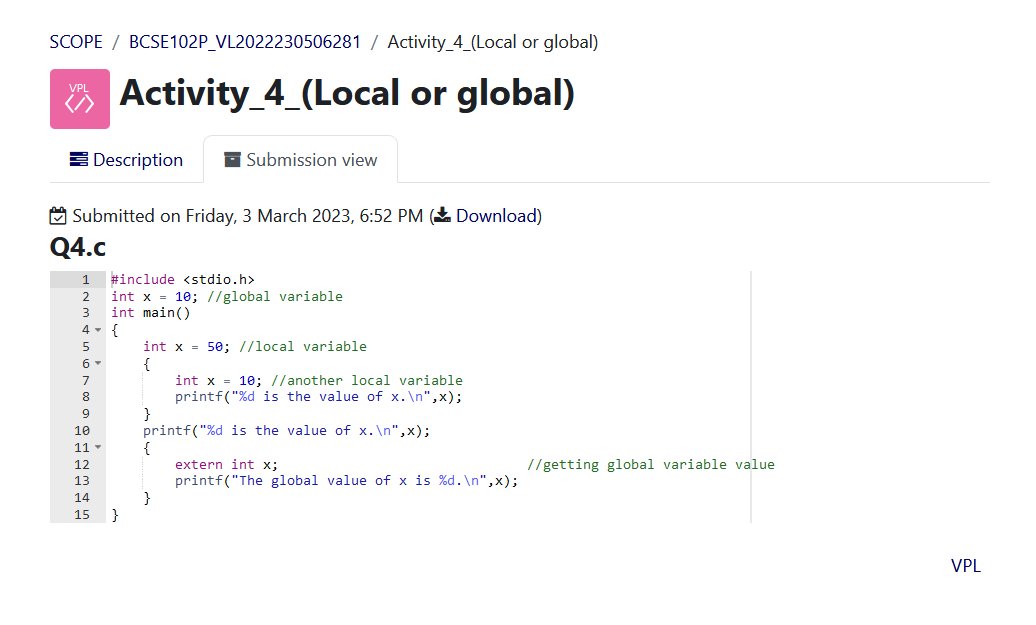 SCOPE / BCSE102P_VL2022230506281 / Activity_4_(Local or global)
VPL
</>
Activity_4_(Local or global)
Description Submission view
Submitted on Friday, 3 March 2023, 6:52 PM (Download)
Q4.c
1 #include <stdio.h>
2 int x = 10; //global variable
3 int main()
4 {
5     int x = 50; //local variable
6     {
7         int x = 10; //another local variable
8         printf("%d is the value of x.\n",x);
9     }
10     printf("%d is the value of x.\n",x);
11     {
12         extern int x;                               //getting global variable value
13         printf("The global value of x is %d.\n",x);
14     }
15 }
VPL